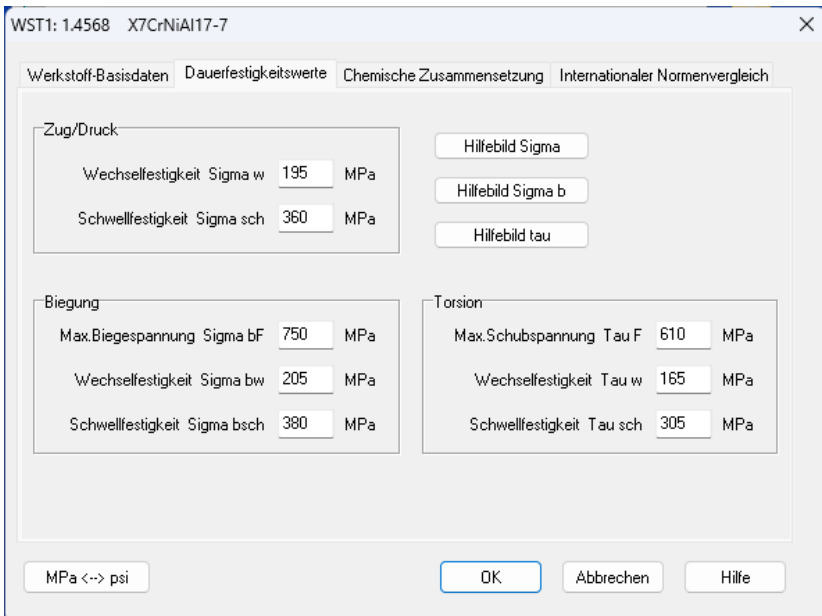 WST1: 1.4568 X7CrNiAl17-7
Werkstoff-Basisdaten Dauerfestigkeitswerte Chemische Zusammensetzung Internationaler Normenvergleich
Zug/Druck
Wechselfestigkeit Sigma w 195 MPa
Schwellfestigkeit Sigma sch 360 MPa
Hilfebild Sigma
Hilfebild Sigma b
Hilfebild tau
Biegung
Max.Biegespannung Sigma bF 750 MPa
Wechselfestigkeit Sigma bw 205 MPa
Schwellfestigkeit Sigma bsch 380 MPa
Torsion
Max.Schubspannung Tau F 610 MPa
Wechselfestigkeit Tau w 165 MPa
Schwellfestigkeit Tau sch 305 MPa
MPa <--> psi OK Abbrechen Hilfe